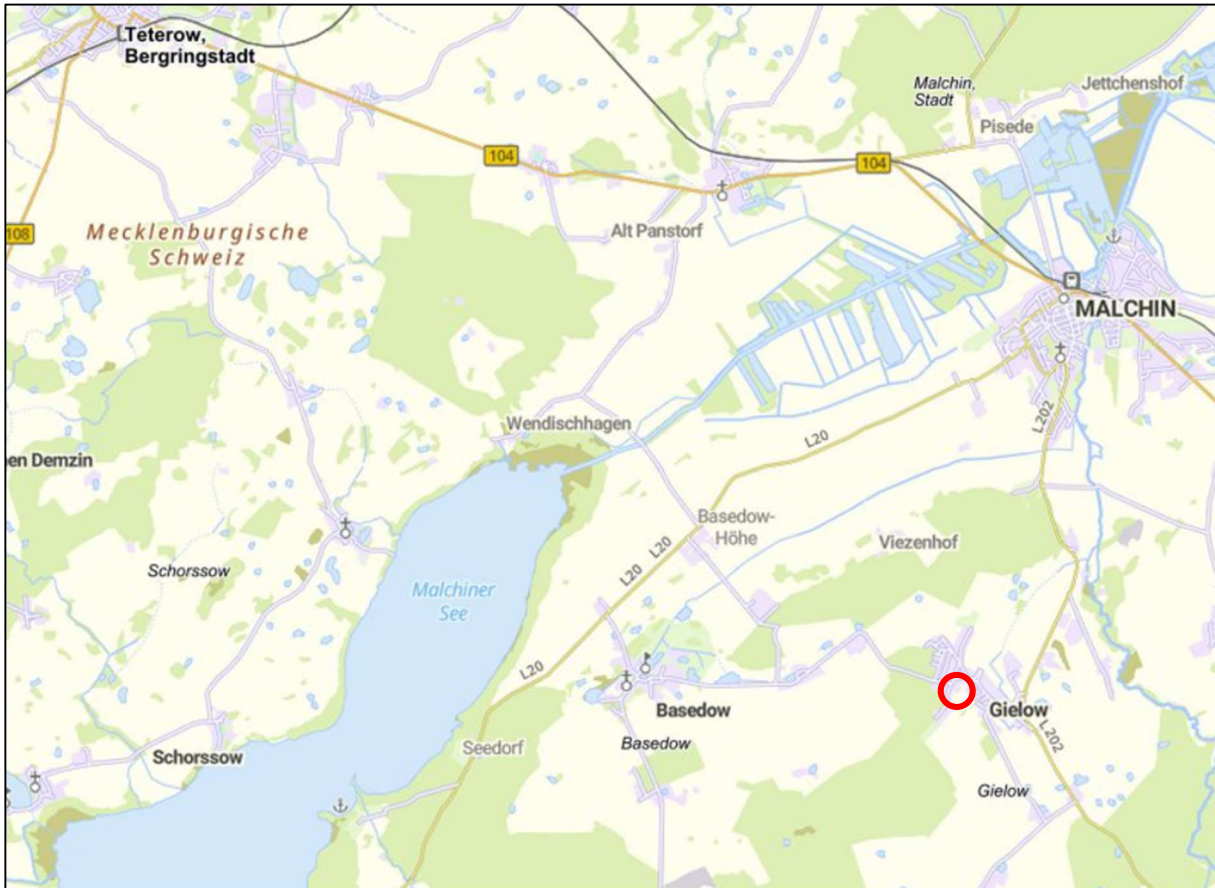 Teterow,
Bergringstadt
Malchin,
Stadt
Jettchenshof
Pisede
104
104
108
Mecklenburgische
Schweiz
Alt Panstorf
MALCHIN
Wendischhagen
L20
L202
en Demzin
Basedow-
Höhe
Viezenhof
L20
L20
Schorssow
Malchiner
See
L20
Basedow
Gielow
L202
Basedow
Seedorf
Schorssow
Gielow